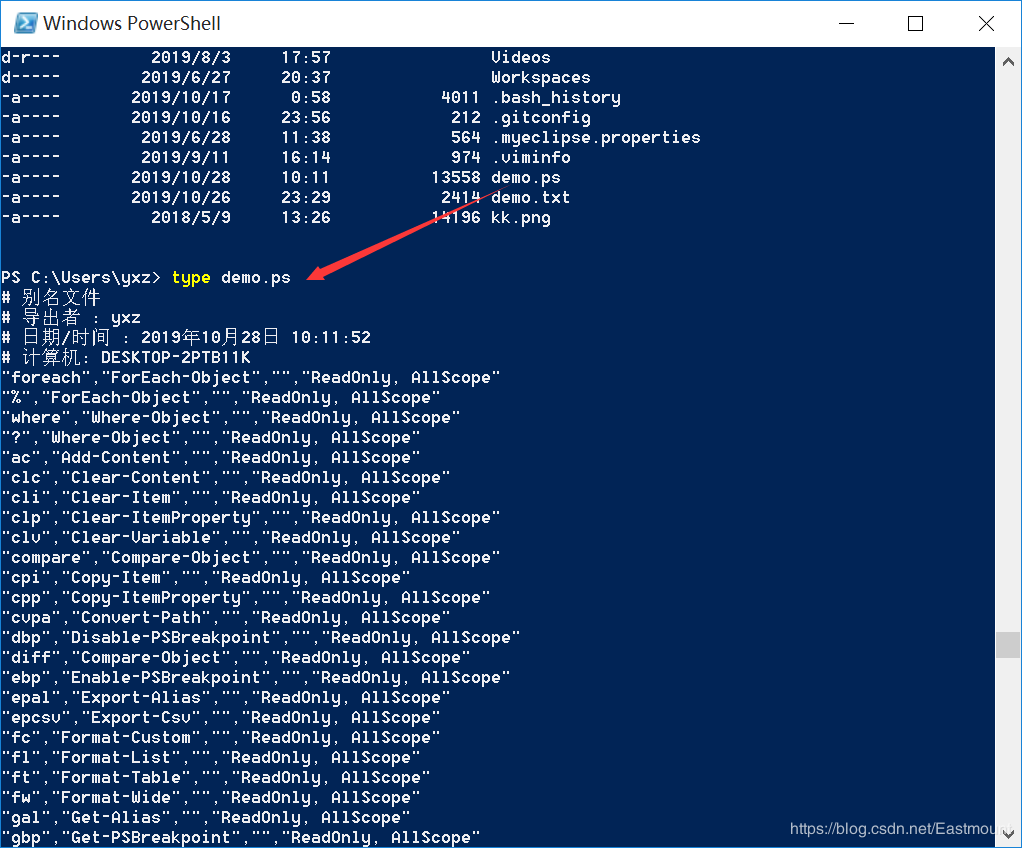 Windows PowerShell
d-r--- 2019/8/3 17:57 Videos
d----- 2019/6/27 20:37 Workspaces
-a---- 2019/10/17 0:58 4011 .bash_history
-a---- 2019/10/16 23:56 212 .gitconfig
-a---- 2019/6/28 11:38 564 .myeclipse.properties
-a---- 2019/9/11 16:14 974 .viminfo
-a---- 2019/10/28 10:11 13558 demo.ps
-a---- 2019/10/26 23:29 2414 demo.txt
-a---- 2018/5/9 13:26 14196 kk.png
PS C:\Users\yxz> type demo.ps
# 别名文件
# 导出者 : yxz
# 日期/时间 : 2019年10月28日 10:11:52
# 计算机: DESKTOP-2PTB11K
"foreach","ForEach-Object","","ReadOnly, AllScope"
"%","ForEach-Object","","ReadOnly, AllScope"
"where","Where-Object","","ReadOnly, AllScope"
"?","Where-Object","","ReadOnly, AllScope"
"ac","Add-Content","","ReadOnly, AllScope"
"clc","Clear-Content","","ReadOnly, AllScope"
"cli","Clear-Item","","ReadOnly, AllScope"
"clp","Clear-ItemProperty","","ReadOnly, AllScope"
"clv","Clear-Variable","","ReadOnly, AllScope"
"compare","Compare-Object","","ReadOnly, AllScope"
"cpi","Copy-Item","","ReadOnly, AllScope"
"cpp","Copy-ItemProperty","","ReadOnly, AllScope"
"cvpa","Convert-Path","","ReadOnly, AllScope"
"dbp","Disable-PSBreakpoint","","ReadOnly, AllScope"
"diff","Compare-Object","","ReadOnly, AllScope"
"ebp","Enable-PSBreakpoint","","ReadOnly, AllScope"
"epal","Export-Alias","","ReadOnly, AllScope"
"epcsv","Export-Csv","","ReadOnly, AllScope"
"fc","Format-Custom","","ReadOnly, AllScope"
"fl","Format-List","","ReadOnly, AllScope"
"ft","Format-Table","","ReadOnly, AllScope"
"fw","Format-Wide","","ReadOnly, AllScope"
"gal","Get-Alias","","ReadOnly, AllScope"
"gbp","Get-PSBreakpoint","","ReadOnly, AllScope"
https://blog.csdn.net/Eastmount